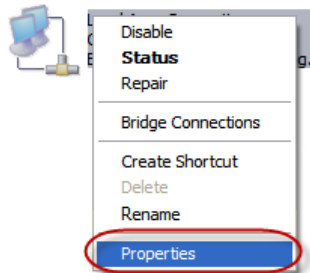 Disable
Status
Repair
Bridge Connections
Create Shortcut
Delete
Rename
Properties